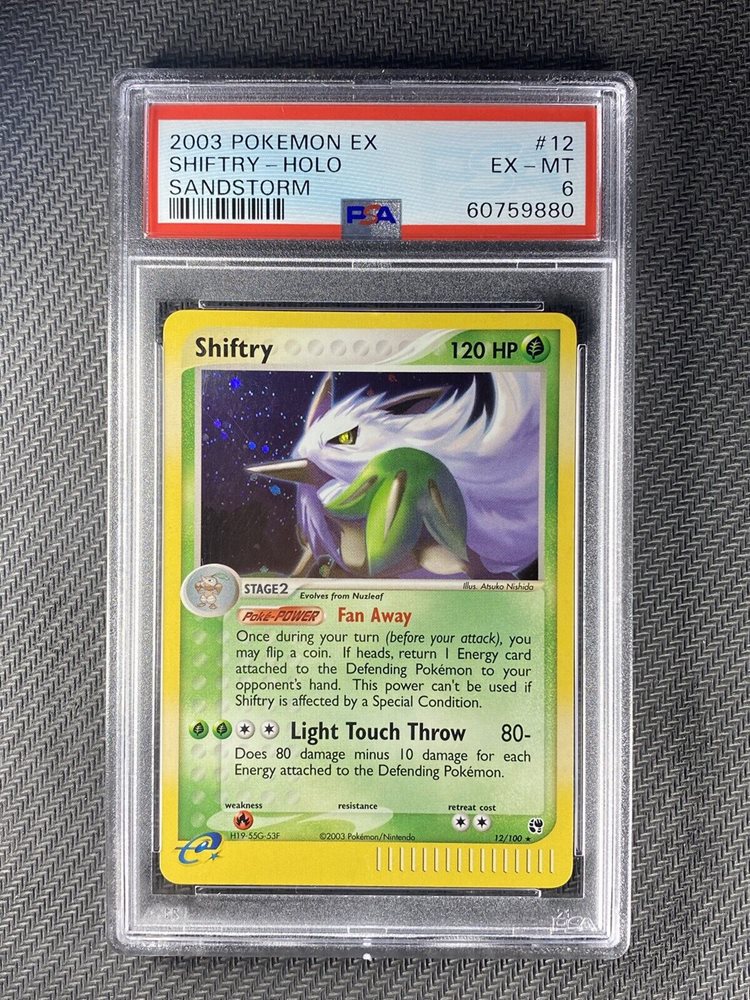 2003 POKEMON EX #12
SHIFTRY - HOLO EX - MT
SANDSTORM 6
PSA 60759880
Shiftry 120 HP
Illus. Atsuko Nishida
STAGE2
Evolves from Nuzleaf
Poké-POWER Fan Away
Once during your turn (before your attack), you
may flip a coin. If heads, return 1 Energy card
attached to the Defending Pokémon to your
opponent's hand. This power can't be used if
Shiftry is affected by a Special Condition.
Light Touch Throw 80-
Does 80 damage minus 10 damage for each
Energy attached to the Defending Pokémon.
weakness resistance retreat cost
H19-55G-53F ©2003 Pokémon/Nintendo 12/100 ★
e